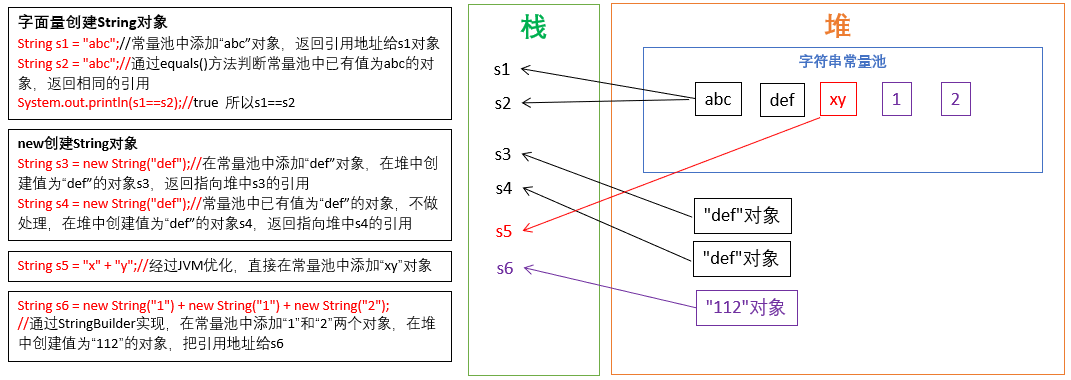 字面量创建String对象
String s1 = "abc";//常量池中添加“abc”对象，返回引用地址给s1对象
String s2 = "abc";//通过equals()方法判断常量池中已有值为abc的对
象，返回相同的引用
System.out.println(s1==s2);//true 所以s1==s2
new创建String对象
String s3 = new String("def");//在常量池中添加“def”对象，在堆中创
建值为“def”的对象s3，返回指向堆中s3的引用
String s4 = new String("def");//常量池中已有值为“def”的对象，不做
处理，在堆中创建值为“def”的对象s4，返回指向堆中s4的引用
String s5 = "x" + "y";//经过JVM优化，直接在常量池中添加“xy”对象
String s6 = new String("1") + new String("1") + new String("2");
//通过StringBuilder实现，在常量池中添加“1”和“2”两个对象，在堆
中创建值为“112”的对象，把引用地址给s6
栈
s1
s2
s3
s4
s5
s6
堆
字符串常量池
abc
def
xy
1
2
"def"对象
"def"对象
"112"对象